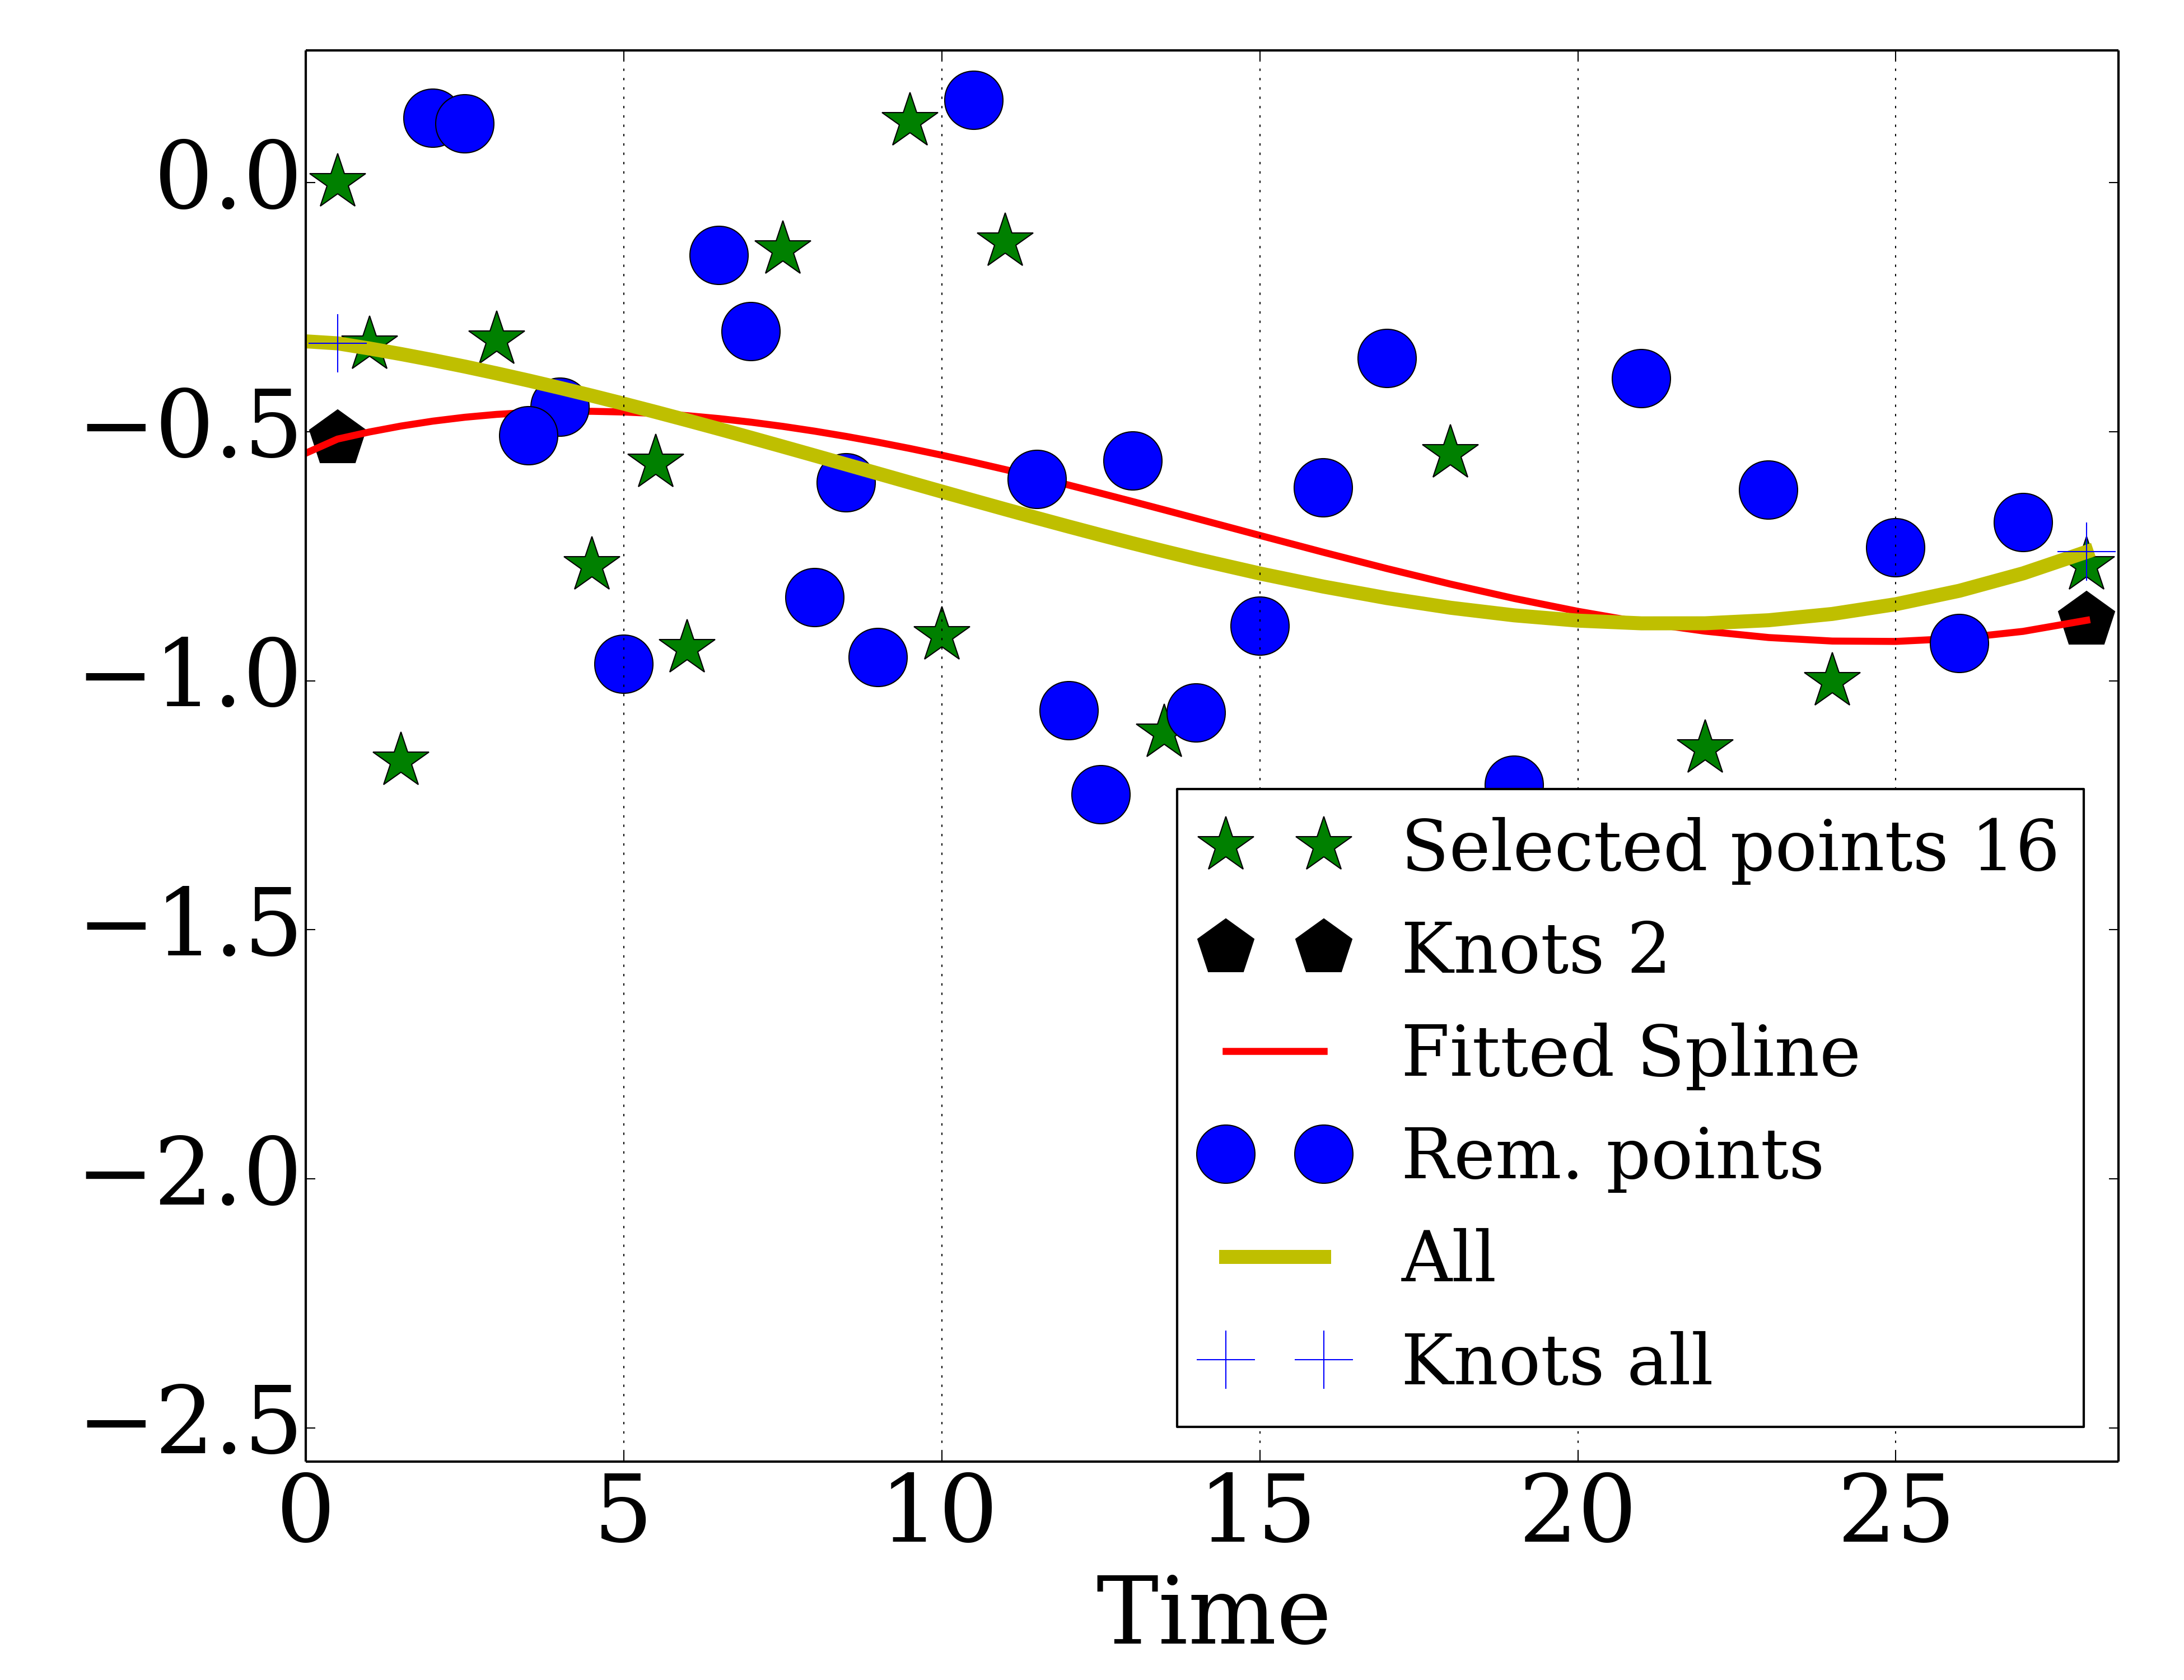 0.0
−0.5
−1.0
−1.5
−2.0
−2.5
0 5 10 15 20 25
Time
Selected points 16
Knots 2
Fitted Spline
Rem. points
All
Knots all